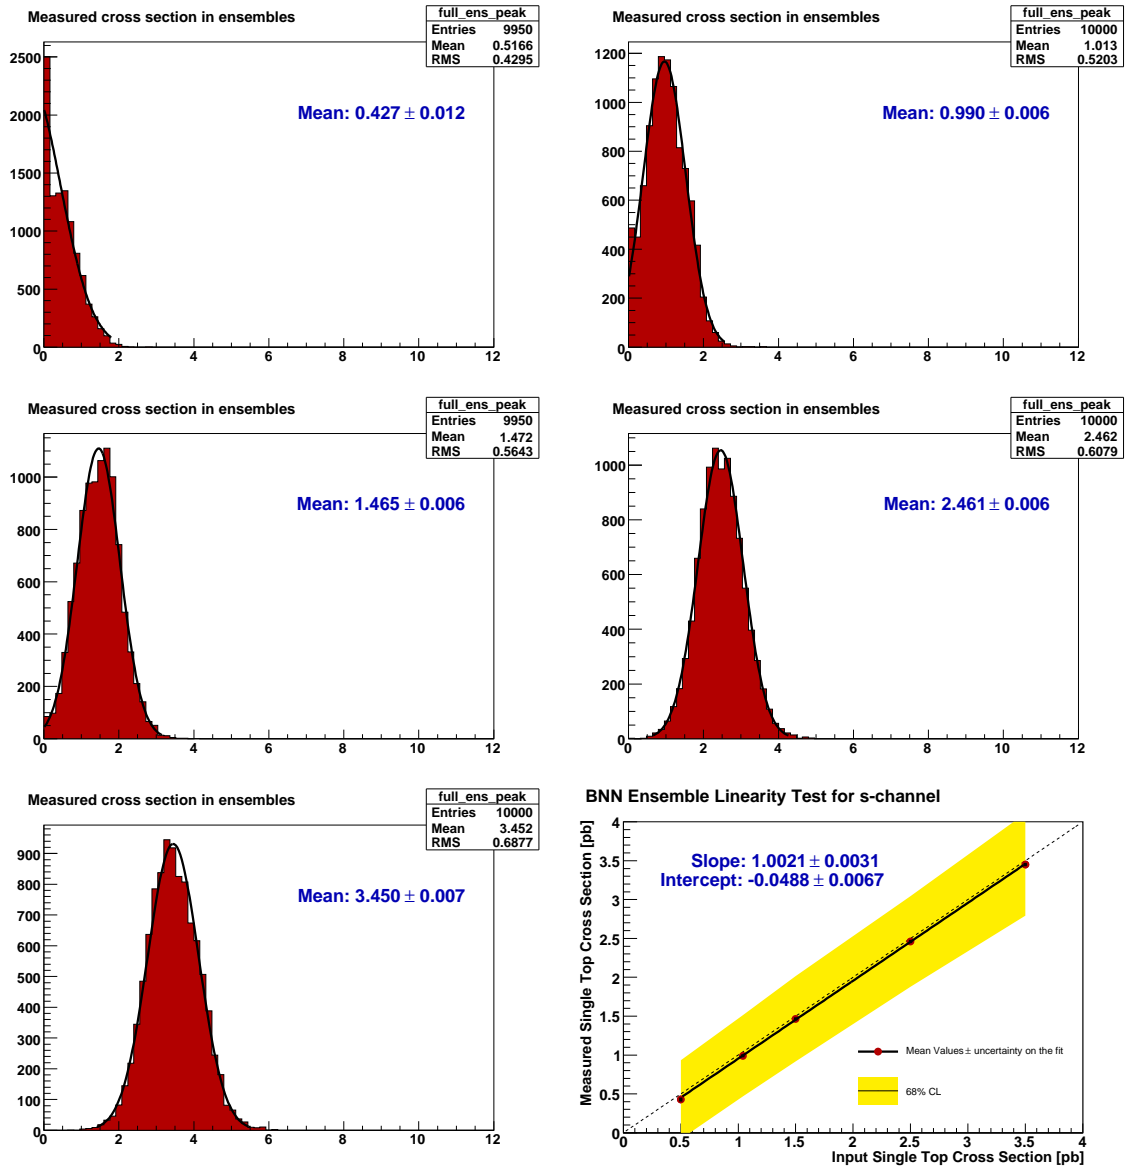 Measured cross section in ensembles
full_ens_peak
Entries 9950
Mean 0.5166
RMS 0.4295
Mean: 0.427 ± 0.012
2500
2000
1500
1000
500
0
0 2 4 6 8 10 12
Measured cross section in ensembles
full_ens_peak
Entries 10000
Mean 1.013
RMS 0.5203
Mean: 0.990 ± 0.006
1200
1000
800
600
400
200
0
0 2 4 6 8 10 12
Measured cross section in ensembles
full_ens_peak
Entries 9950
Mean 1.472
RMS 0.5643
Mean: 1.465 ± 0.006
1000
800
600
400
200
0
0 2 4 6 8 10 12
Measured cross section in ensembles
full_ens_peak
Entries 10000
Mean 2.462
RMS 0.6079
Mean: 2.461 ± 0.006
1000
800
600
400
200
0
0 2 4 6 8 10 12
Measured cross section in ensembles
full_ens_peak
Entries 10000
Mean 3.452
RMS 0.6877
Mean: 3.450 ± 0.007
900
800
700
600
500
400
300
200
100
0
0 2 4 6 8 10 12
BNN Ensemble Linearity Test for s-channel
Measured Single Top Cross Section [pb]
4
3.5
3
2.5
2
1.5
1
0.5
0
Slope: 1.0021 ± 0.0031
Intercept: -0.0488 ± 0.0067
Mean Values ± uncertainty on the fit
68% CL
0 0.5 1 1.5 2 2.5 3 3.5 4
Input Single Top Cross Section [pb]